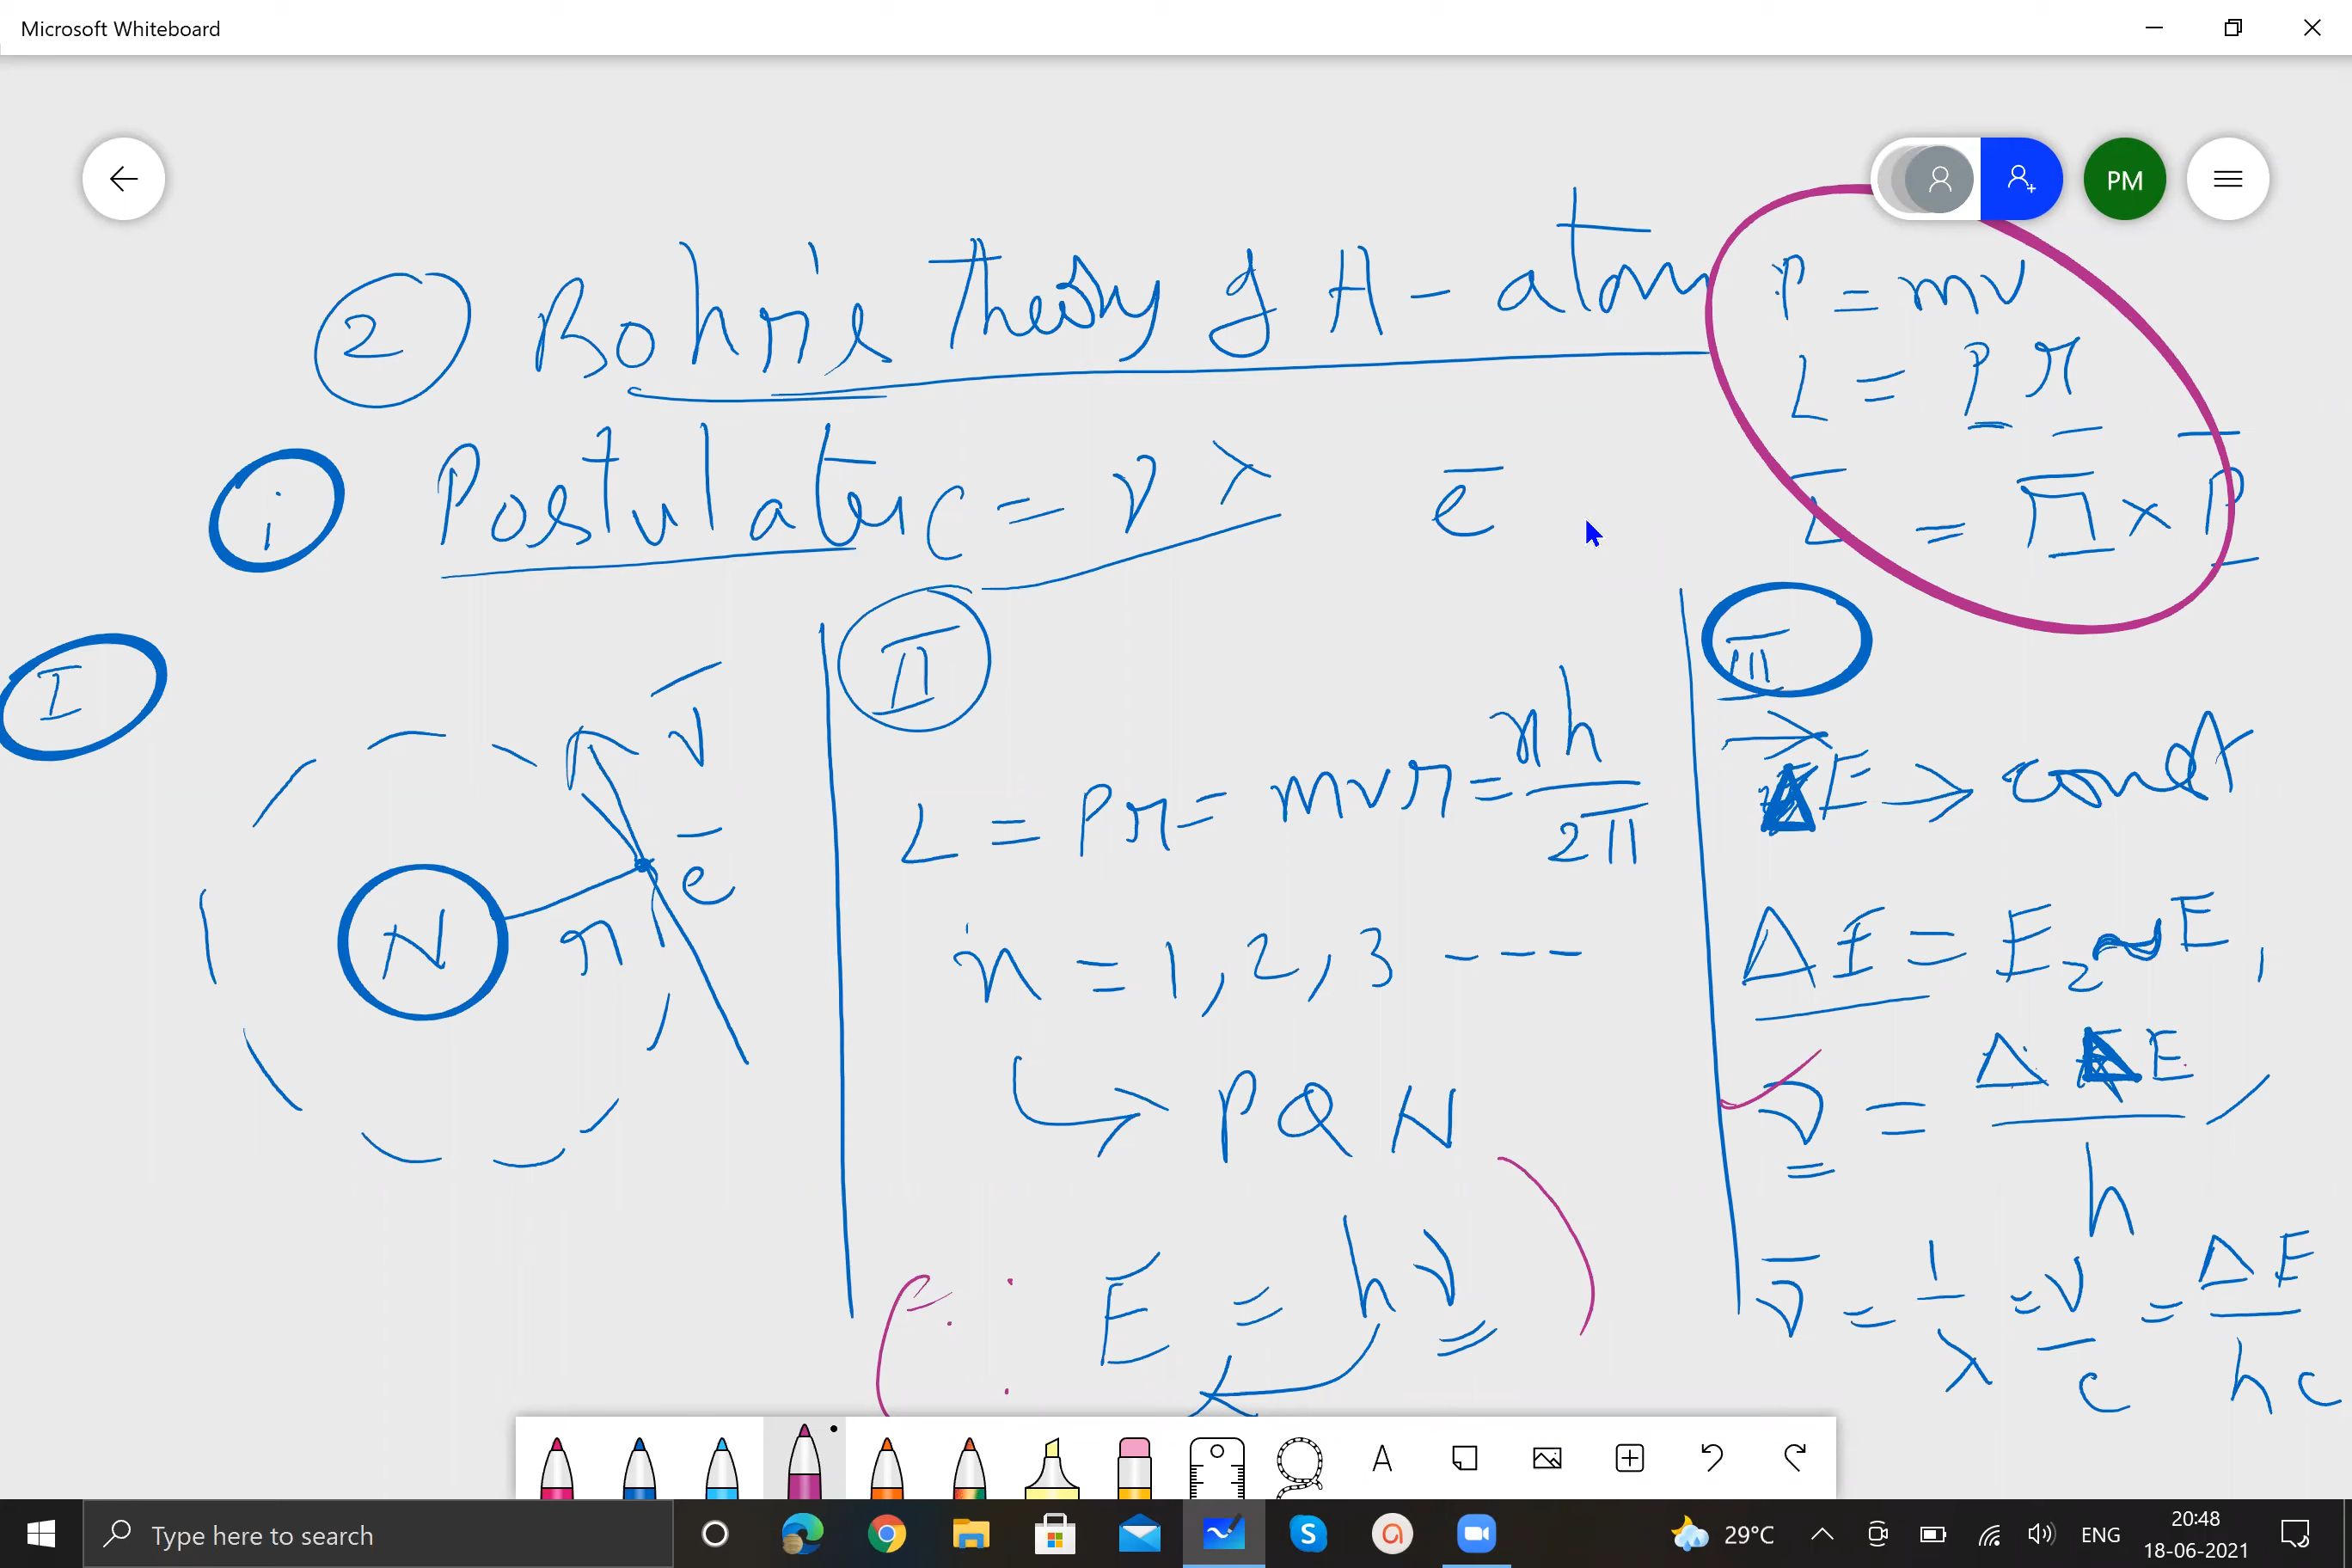 Microsoft Whiteboard
PM
② Bohr's Theory of H - atom
P = mv
L = P r
L̅ = r̅ × P̅
i Postulates
C = ν λ
e̅
I
v̅
e̅
N
r
II
L = Pr = mvr = nh / 2π
n = 1, 2, 3 ---
↳ PQN
E = hν
III
E → const
ΔE = E₂ ~ E₁
ν = ΔE / h
ν̅ = 1/λ = ν/c = ΔE/hc
A
Type here to search
29°C
ENG
20:48
18-06-2021